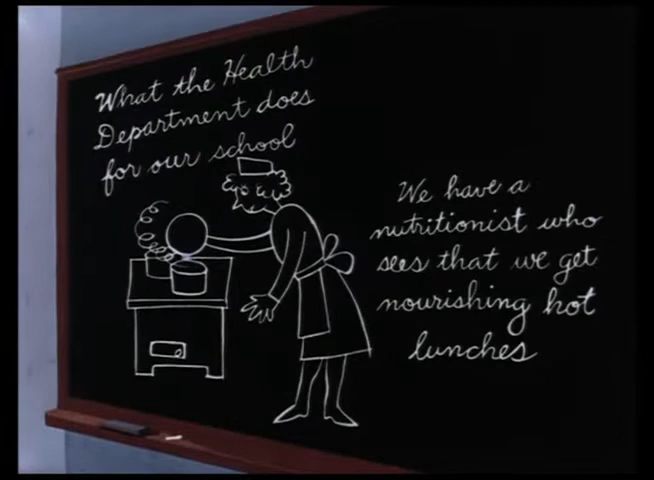 What the Health
Department does
for our school
We have a
nutritionist who
sees that we get
nourishing hot
lunches